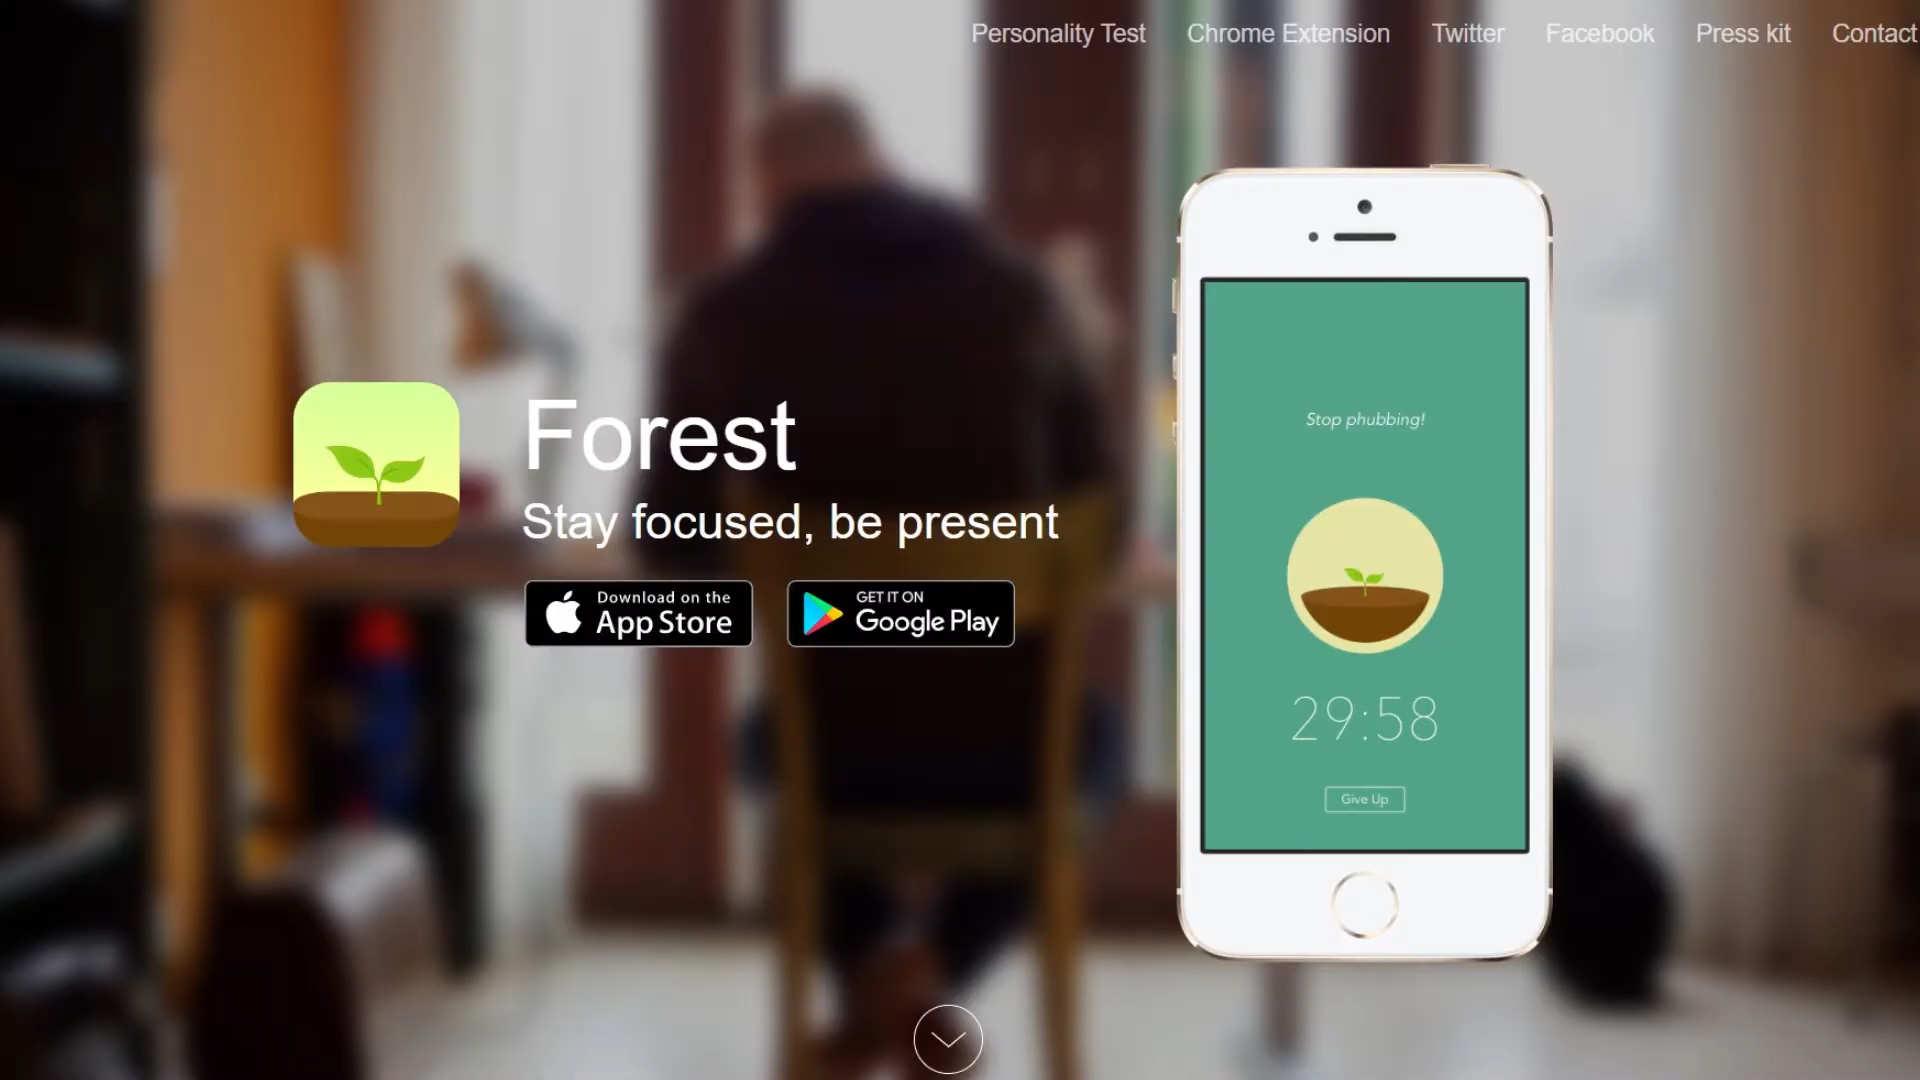 Personality Test Chrome Extension Twitter Facebook Press kit Contact
Forest
Stay focused, be present
Download on the
App Store
GET IT ON
Google Play
Stop phubbing!
29:58
Give Up